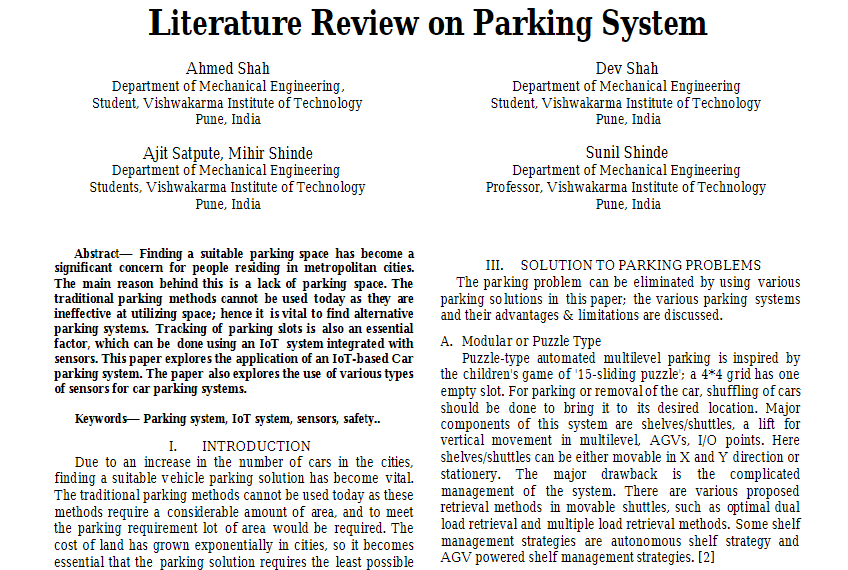 Literature Review on Parking System
Ahmed Shah
Department of Mechanical Engineering,
Student, Vishwakarma Institute of Technology
Pune, India
Dev Shah
Department of Mechanical Engineering
Student, Vishwakarma Institute of Technology
Pune, India
Ajit Satpute, Mihir Shinde
Department of Mechanical Engineering
Students, Vishwakarma Institute of Technology
Pune, India
Sunil Shinde
Department of Mechanical Engineering
Professor, Vishwakarma Institute of Technology
Pune, India
Abstract— Finding a suitable parking space has become a
significant concern for people residing in metropolitan cities.
The main reason behind this is a lack of parking space. The
traditional parking methods cannot be used today as they are
ineffective at utilizing space; hence it is vital to find alternative
parking systems. Tracking of parking slots is also an essential
factor, which can be done using an IoT system integrated with
sensors. This paper explores the application of an IoT-based Car
parking system. The paper also explores the use of various types
of sensors for car parking systems.
Keywords— Parking system, IoT system, sensors, safety..
I. INTRODUCTION
Due to an increase in the number of cars in the cities,
finding a suitable vehicle parking solution has become vital.
The traditional parking methods cannot be used today as these
methods require a considerable amount of area, and to meet
the parking requirement lot of area would be required. The
cost of land has grown exponentially in cities, so it becomes
essential that the parking solution requires the least possible
III. SOLUTION TO PARKING PROBLEMS
The parking problem can be eliminated by using various
parking solutions in this paper; the various parking systems
and their advantages & limitations are discussed.
A. Modular or Puzzle Type
Puzzle-type automated multilevel parking is inspired by
the children's game of '15-sliding puzzle'; a 4*4 grid has one
empty slot. For parking or removal of the car, shuffling of cars
should be done to bring it to its desired location. Major
components of this system are shelves/shuttles, a lift for
vertical movement in multilevel, AGVs, I/O points. Here
shelves/shuttles can be either movable in X and Y direction or
stationery. The major drawback is the complicated
management of the system. There are various proposed
retrieval methods in movable shuttles, such as optimal dual
load retrieval and multiple load retrieval methods. Some shelf
management strategies are autonomous shelf strategy and
AGV powered shelf management strategies. [2]